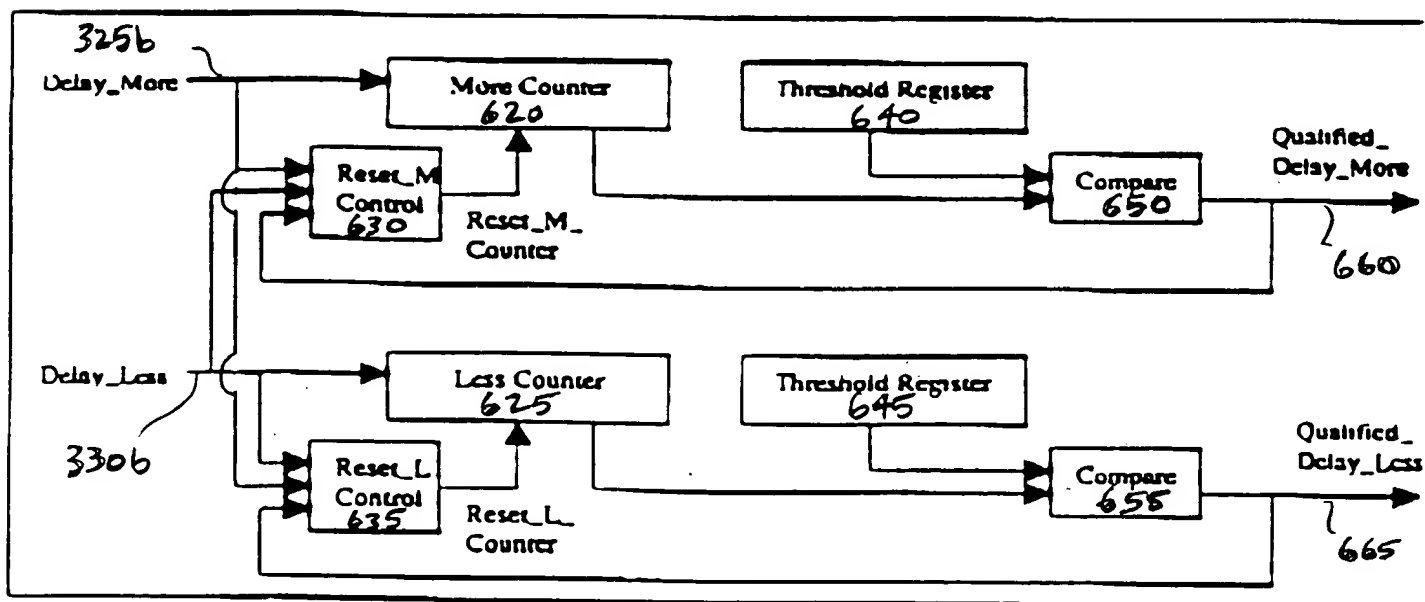 325b
Delay_More
More Counter
620
Threshold Register
640
Reset_M
Control
630
Reset_M_
Counter
Compare
650
Qualified_
Delay_More
660
Delay_Less
330b
Less Counter
625
Threshold Register
645
Reset_L
Control
635
Reset_L_
Counter
Compare
655
Qualified_
Delay_Less
665